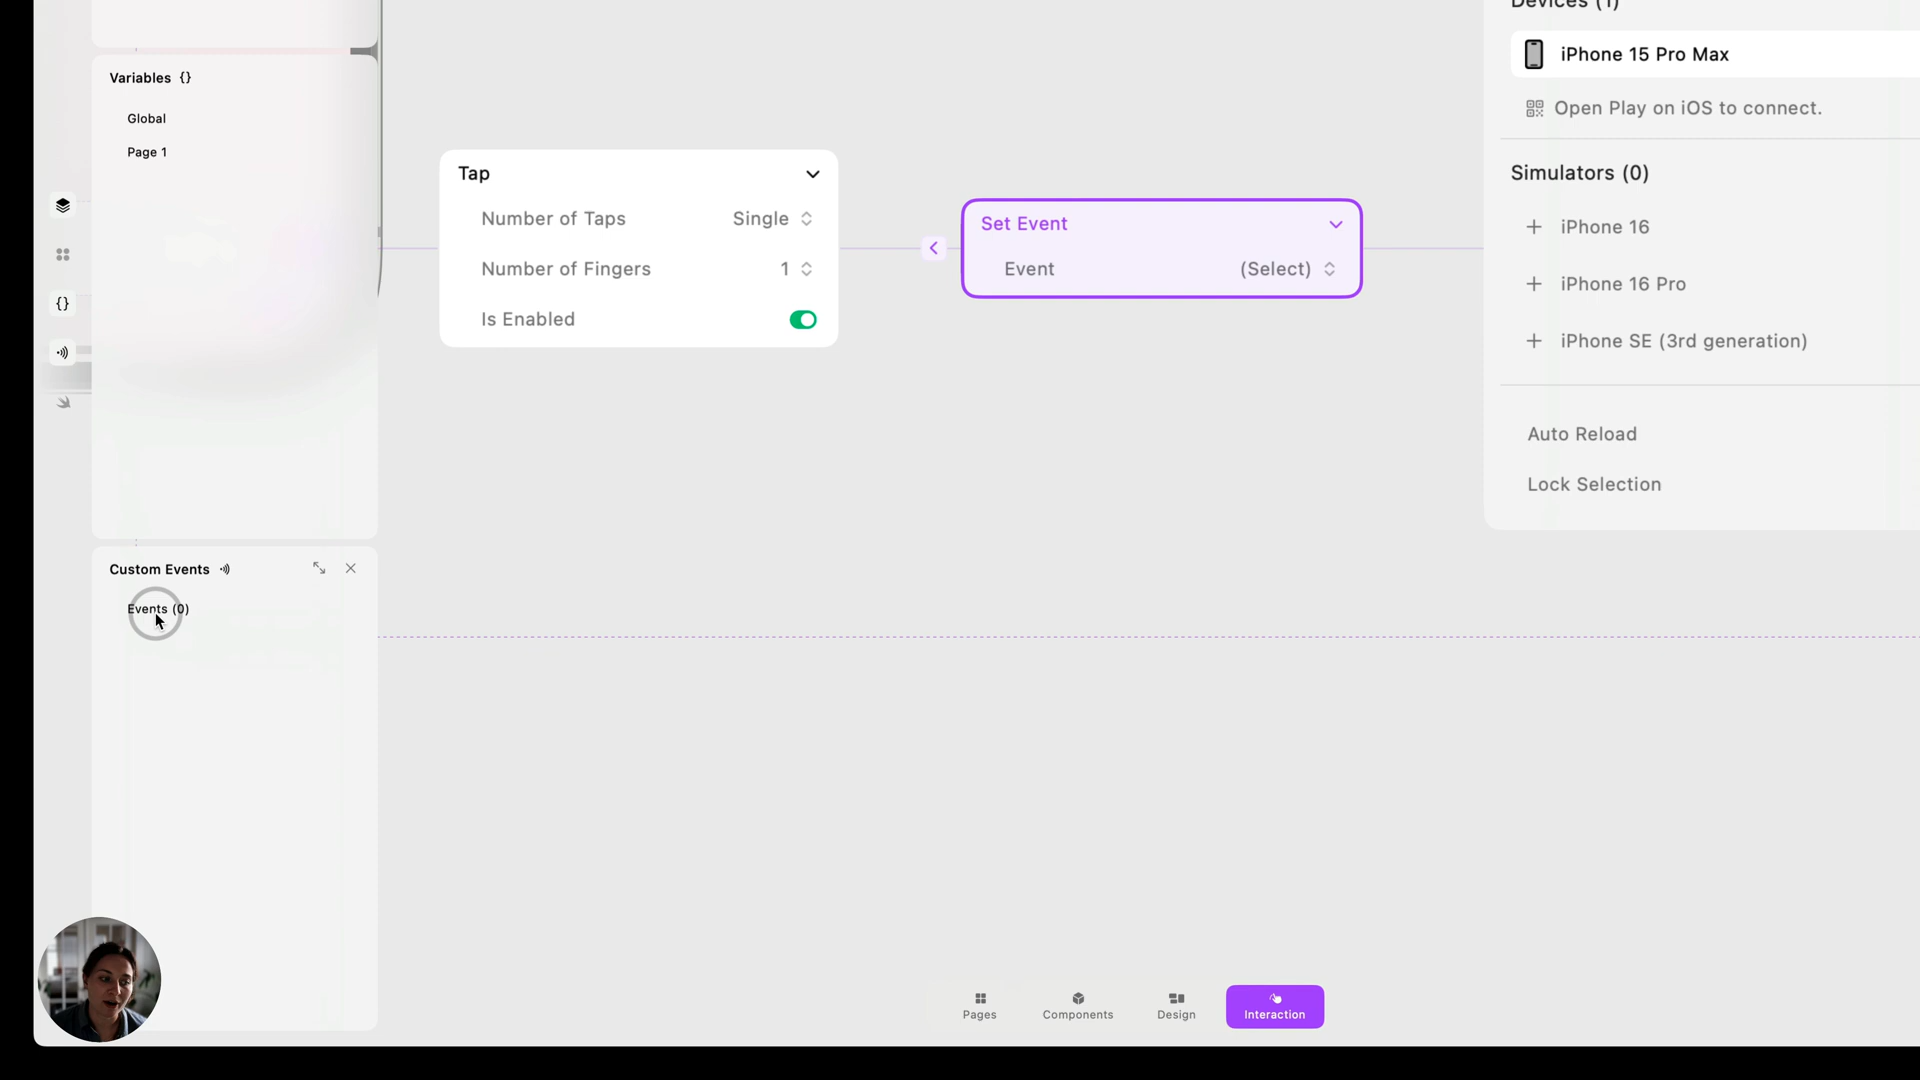 Variables {}
Global
Page 1
Custom Events
Events (0)
Tap
Number of Taps Single
Number of Fingers 1
Is Enabled
Set Event
Event (Select)
Devices (1)
iPhone 15 Pro Max
Open Play on iOS to connect.
Simulators (0)
+ iPhone 16
+ iPhone 16 Pro
+ iPhone SE (3rd generation)
Auto Reload
Lock Selection
Pages
Components
Design
Interaction